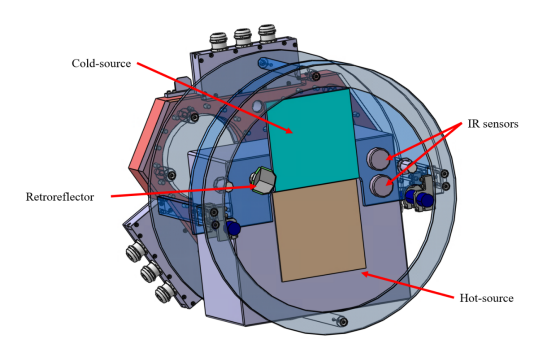 Cold-source
IR sensors
Retroreflector
Hot-source